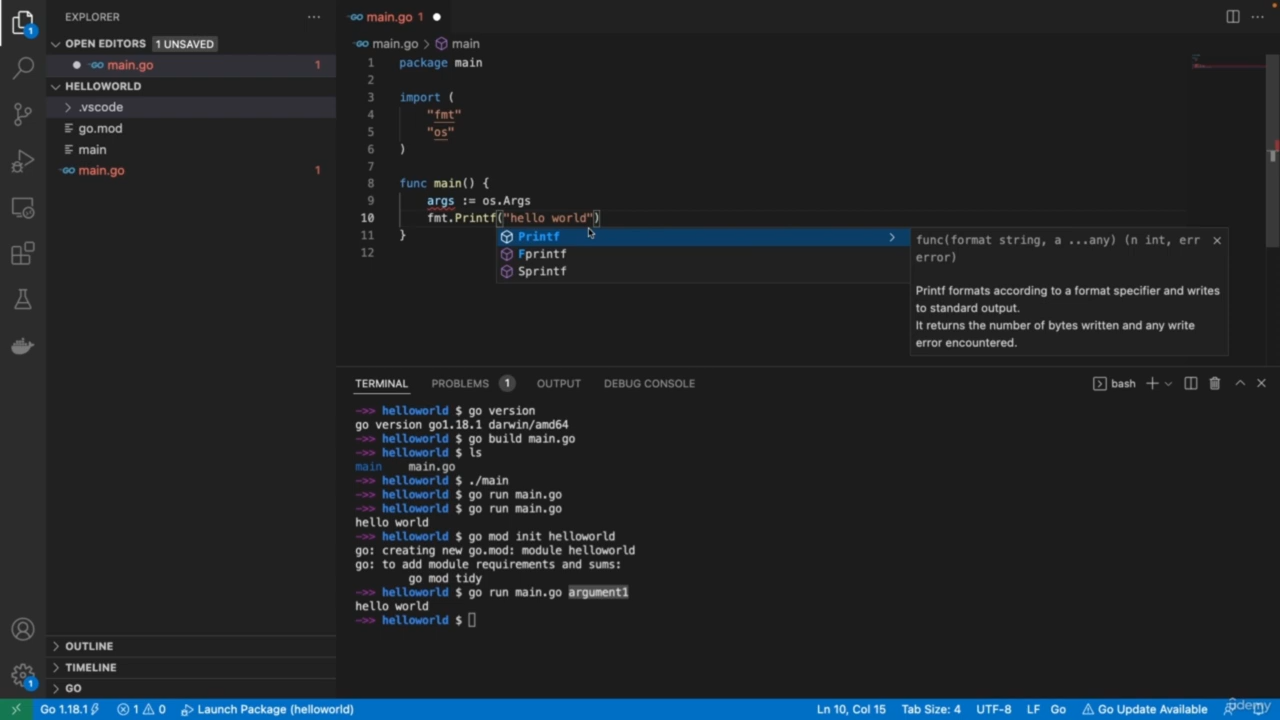 EXPLORER
OPEN EDITORS 1 UNSAVED
main.go 1
HELLOWORLD
.vscode
go.mod
main
main.go 1
OUTLINE
TIMELINE
GO
main.go 1
main.go > main
1 package main
2
3 import (
4 "fmt"
5 "os"
6 )
7
8 func main() {
9 args := os.Args
10 fmt.Printf("hello world")
11 }
12
Printf
Fprintf
Sprintf
func(format string, a ...any) (n int, err
error)
Printf formats according to a format specifier and writes
to standard output.
It returns the number of bytes written and any write
error encountered.
TERMINAL PROBLEMS 1 OUTPUT DEBUG CONSOLE bash
->> helloworld $ go version
go version go1.18.1 darwin/amd64
->> helloworld $ go build main.go
->> helloworld $ ls
main main.go
->> helloworld $ ./main
->> helloworld $ go run main.go
->> helloworld $ go run main.go
hello world
->> helloworld $ go mod init helloworld
go: creating new go.mod: module helloworld
go: to add module requirements and sums:
go mod tidy
->> helloworld $ go run main.go argument1
hello world
->> helloworld $
1
1
Go 1.18.1 1 0 Launch Package (helloworld) Ln 10, Col 15 Tab Size: 4 UTF-8 LF Go Go Update Available
udemy